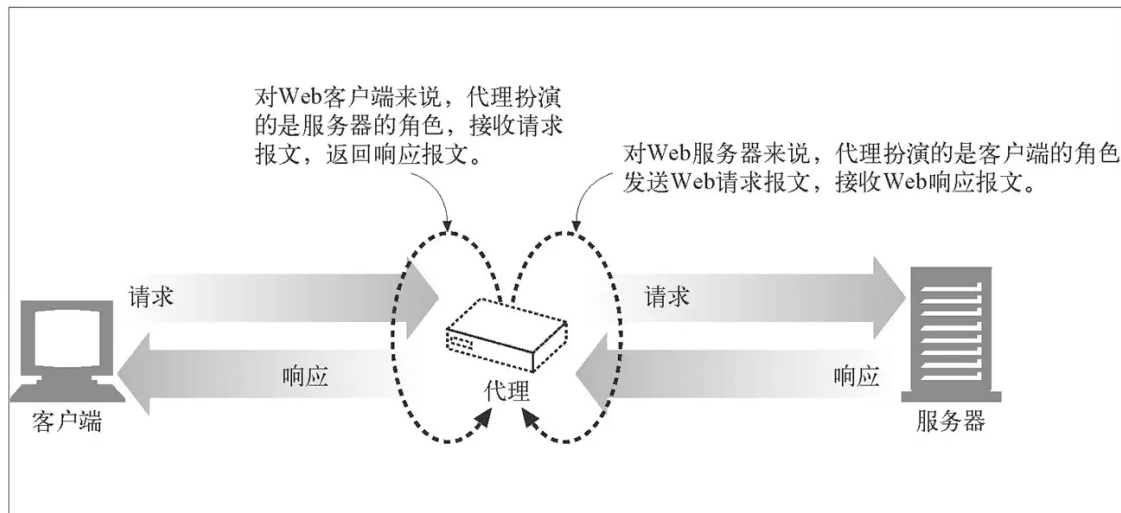 对Web客户端来说，代理扮演
的是服务器的角色，接收请求
报文，返回响应报文。
对Web服务器来说，代理扮演的是客户端的角色
发送Web请求报文，接收Web响应报文。
请求
请求
响应
响应
代理
客户端
服务器